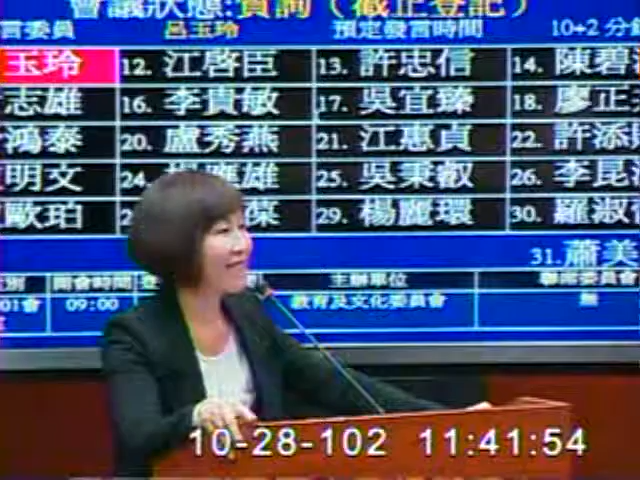 會議狀態:質詢(截止登記)
言委員 呂玉玲 預定發言時間 10+2 分鐘
玉玲 12. 江啓臣 13. 許忠信 14. 陳碧
志雄 16. 李貴敏 17. 吳宜臻 18. 廖正
鴻泰 20. 盧秀燕 21. 江惠貞 22. 許添
明文 24. 楊應雄 25. 吳秉叡 26. 李昆
歐珀 29. 楊麗環 30. 羅淑
31. 蕭美
別 開會時間 登 主辦單位 聯席委員會
01會 09:00 教育及文化委員會 無
10-28-102 11:41:54